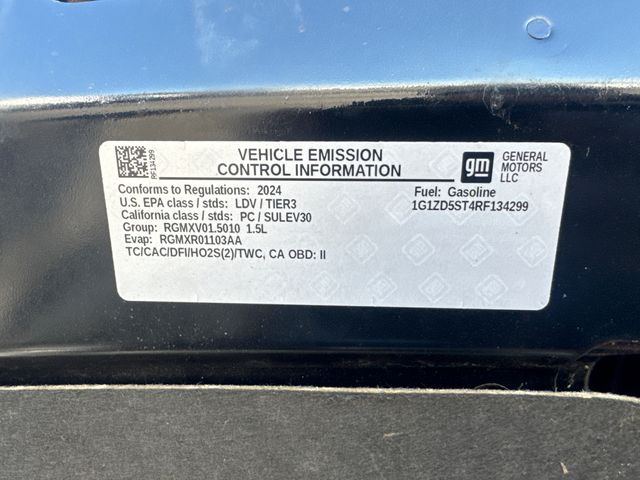 VEHICLE EMISSION
CONTROL INFORMATION
gm
GENERAL
MOTORS
LLC
RF134299
Conforms to Regulations: 2024
Fuel: Gasoline
U.S. EPA class / stds: LDV / TIER3
1G1ZD5ST4RF134299
California class / stds: PC / SULEV30
Group: RGMXV01.5010 1.5L
Evap: RGMXR01103AA
TC/CAC/DFI/HO2S(2)/TWC, CA OBD: II